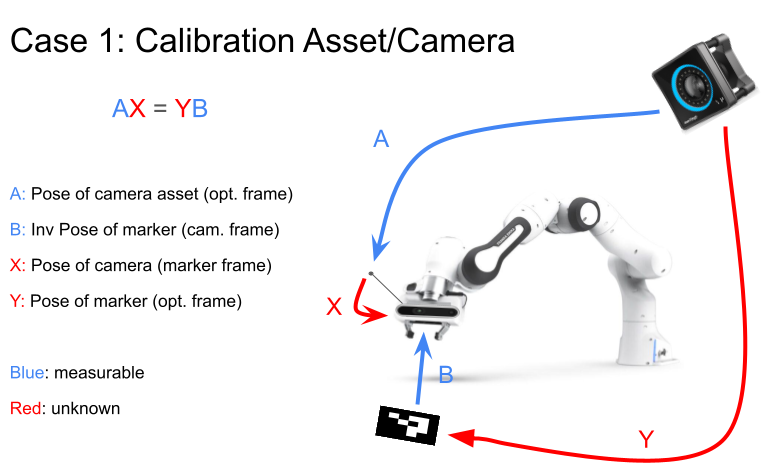 Case 1: Calibration Asset/Camera
AX = YB
A
A: Pose of camera asset (opt. frame)
B: Inv Pose of marker (cam. frame)
X: Pose of camera (marker frame)
Y: Pose of marker (opt. frame)
X
Blue: measurable
B
Red: unknown
Y